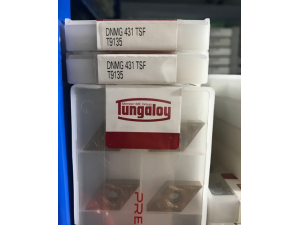 DNMG 431 TSF
T9135
DNMG 431 TSF
T9135
Tungaloy
PRE